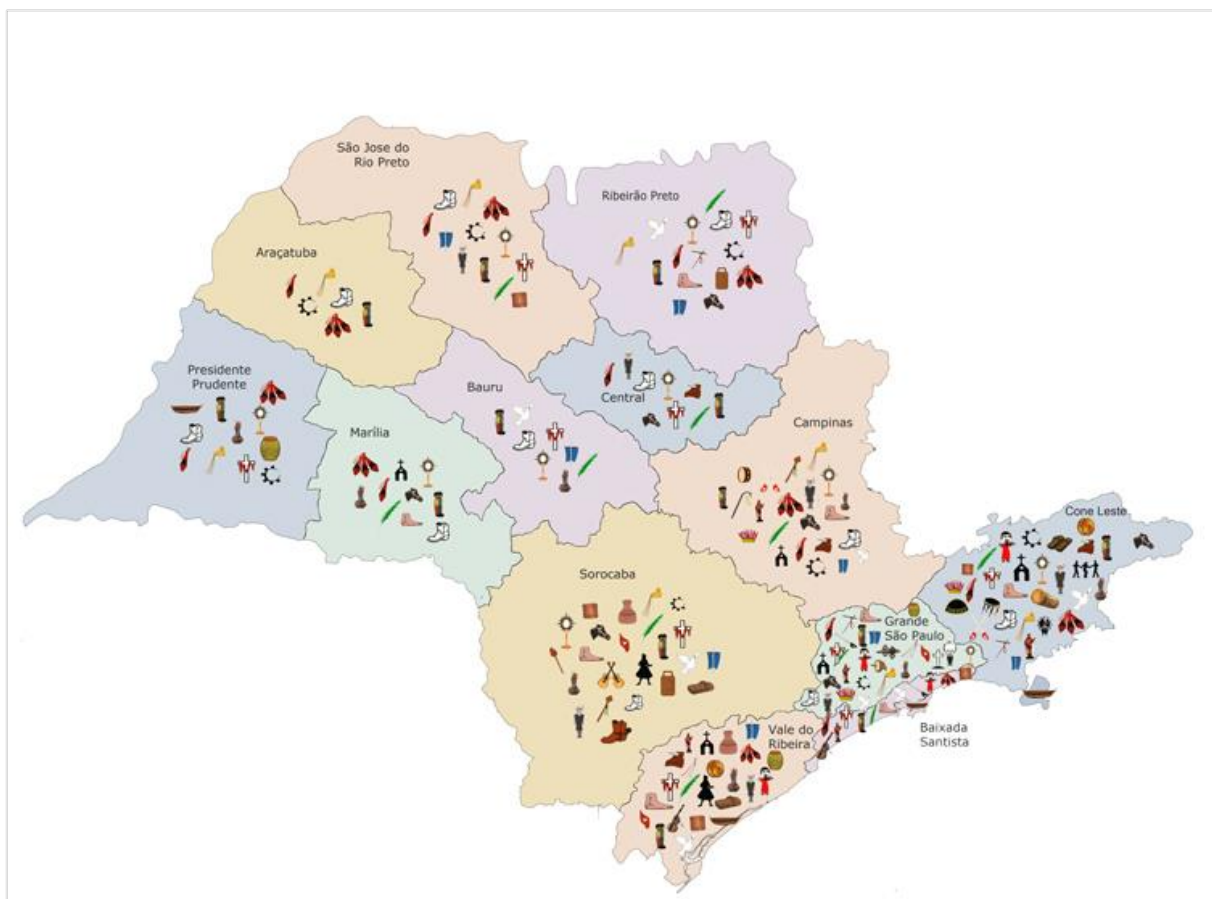 São Jose do
Rio Preto
Ribeirão Preto
Araçatuba
Presidente
Prudente
Bauru
Central
Marília
Campinas
Cone Leste
Sorocaba
Grande
São Paulo
Vale do
Ribeira
Baixada
Santista